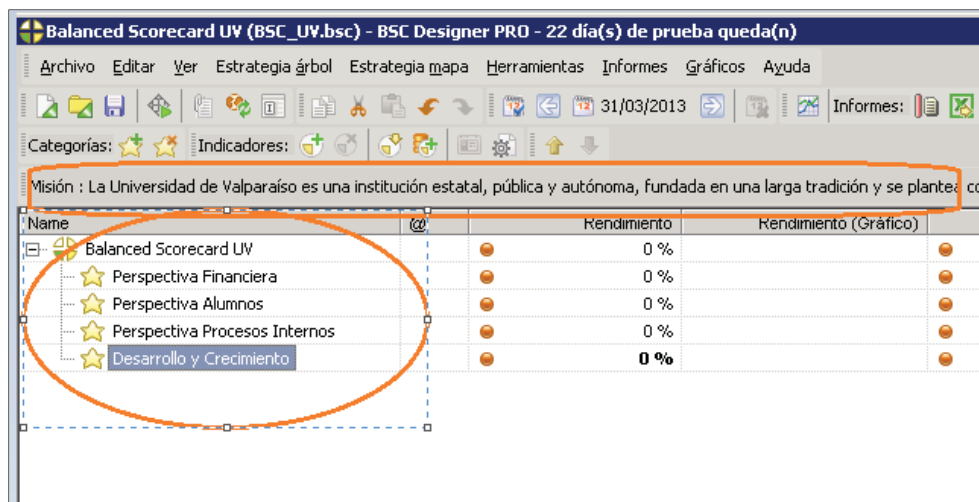 Balanced Scorecard UV (BSC_UV.bsc) - BSC Designer PRO - 22 día(s) de prueba queda(n)
Archivo Editar Ver Estrategia árbol Estrategia mapa Herramientas Informes Gráficos Ayuda
31/03/2013 Informes:
Categorías: Indicadores:
Misión : La Universidad de Valparaíso es una institución estatal, pública y autónoma, fundada en una larga tradición y se plantea co
Name @ Rendimiento Rendimiento (Gráfico)
Balanced Scorecard UV 0 %
Perspectiva Financiera 0 %
Perspectiva Alumnos 0 %
Perspectiva Procesos Internos 0 %
Desarrollo y Crecimiento 0 %